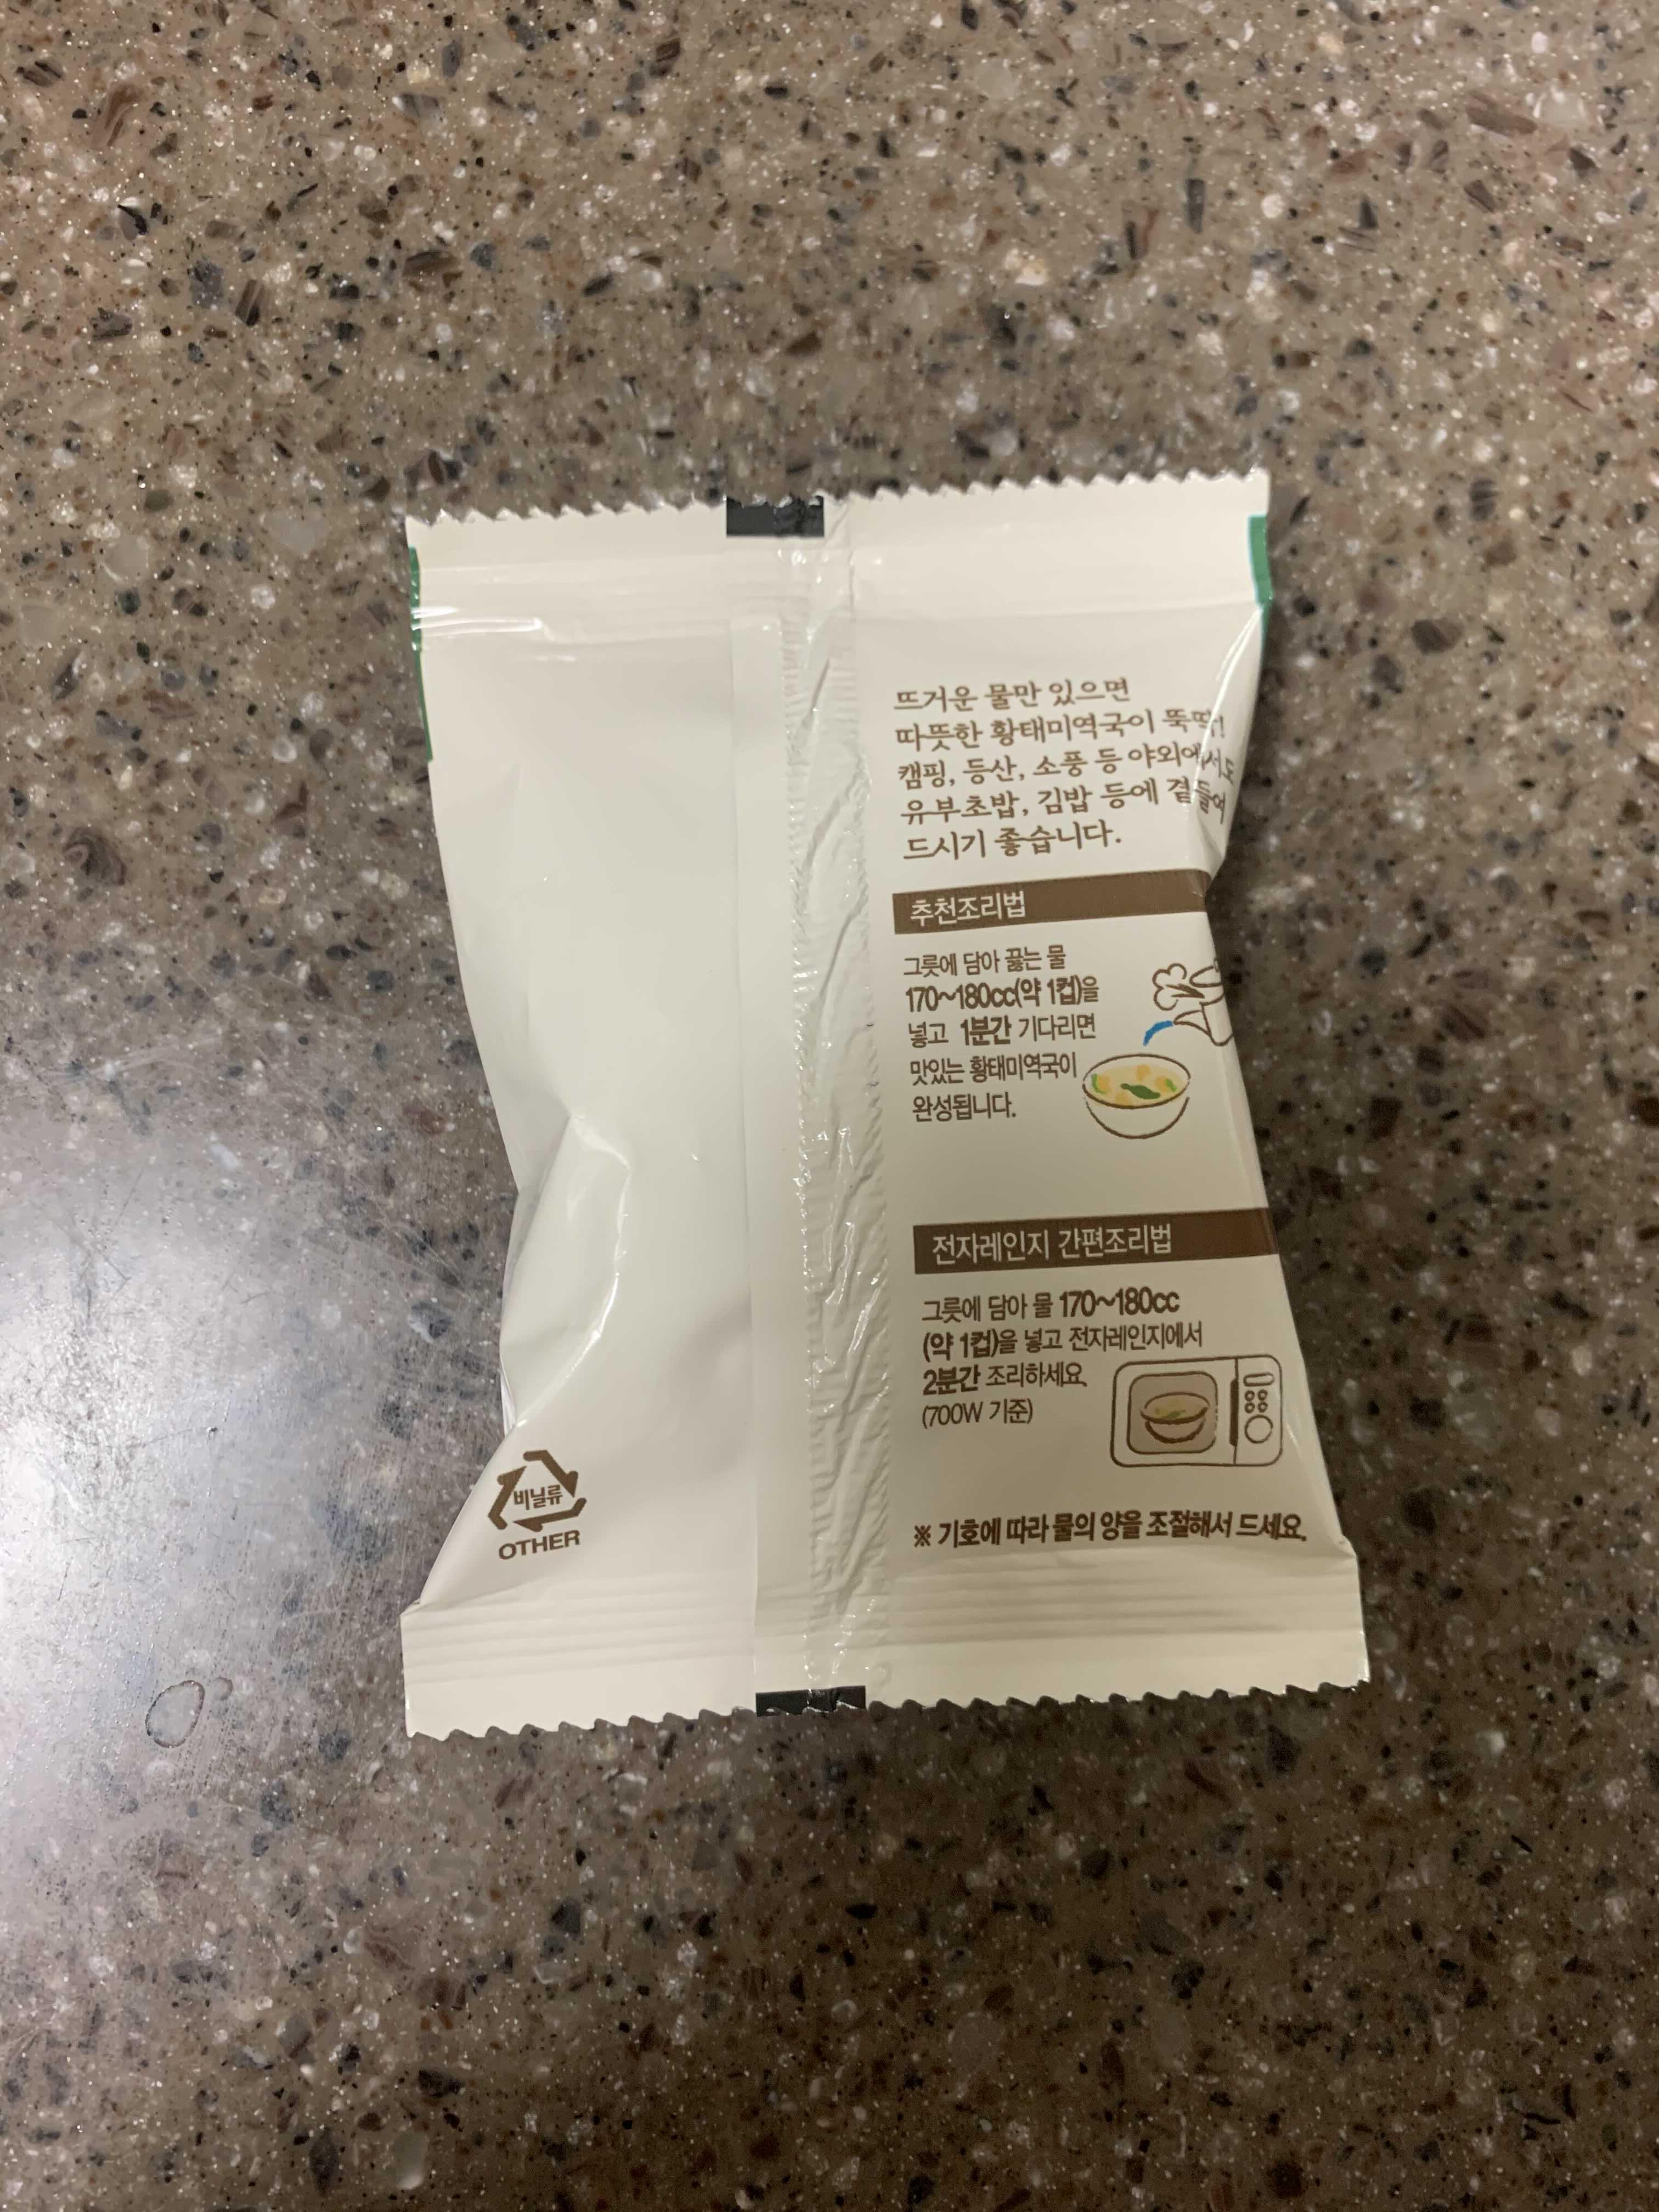 뜨거운 물만 있으면
따뜻한 황태미역국이 뚝딱!
캠핑, 등산, 소풍 등 야외에서도
유부초밥, 김밥 등에 곁들여
드시기 좋습니다.
추천조리법
그릇에 담아 끓는 물
170~180cc(약 1컵)을
넣고 1분간 기다리면
맛있는 황태미역국이
완성됩니다.
전자레인지 간편조리법
그릇에 담아 물 170~180cc
(약 1컵)을 넣고 전자레인지에서
2분간 조리하세요.
(700W 기준)
※ 기호에 따라 물의 양을 조절해서 드세요.
비닐류
OTHER